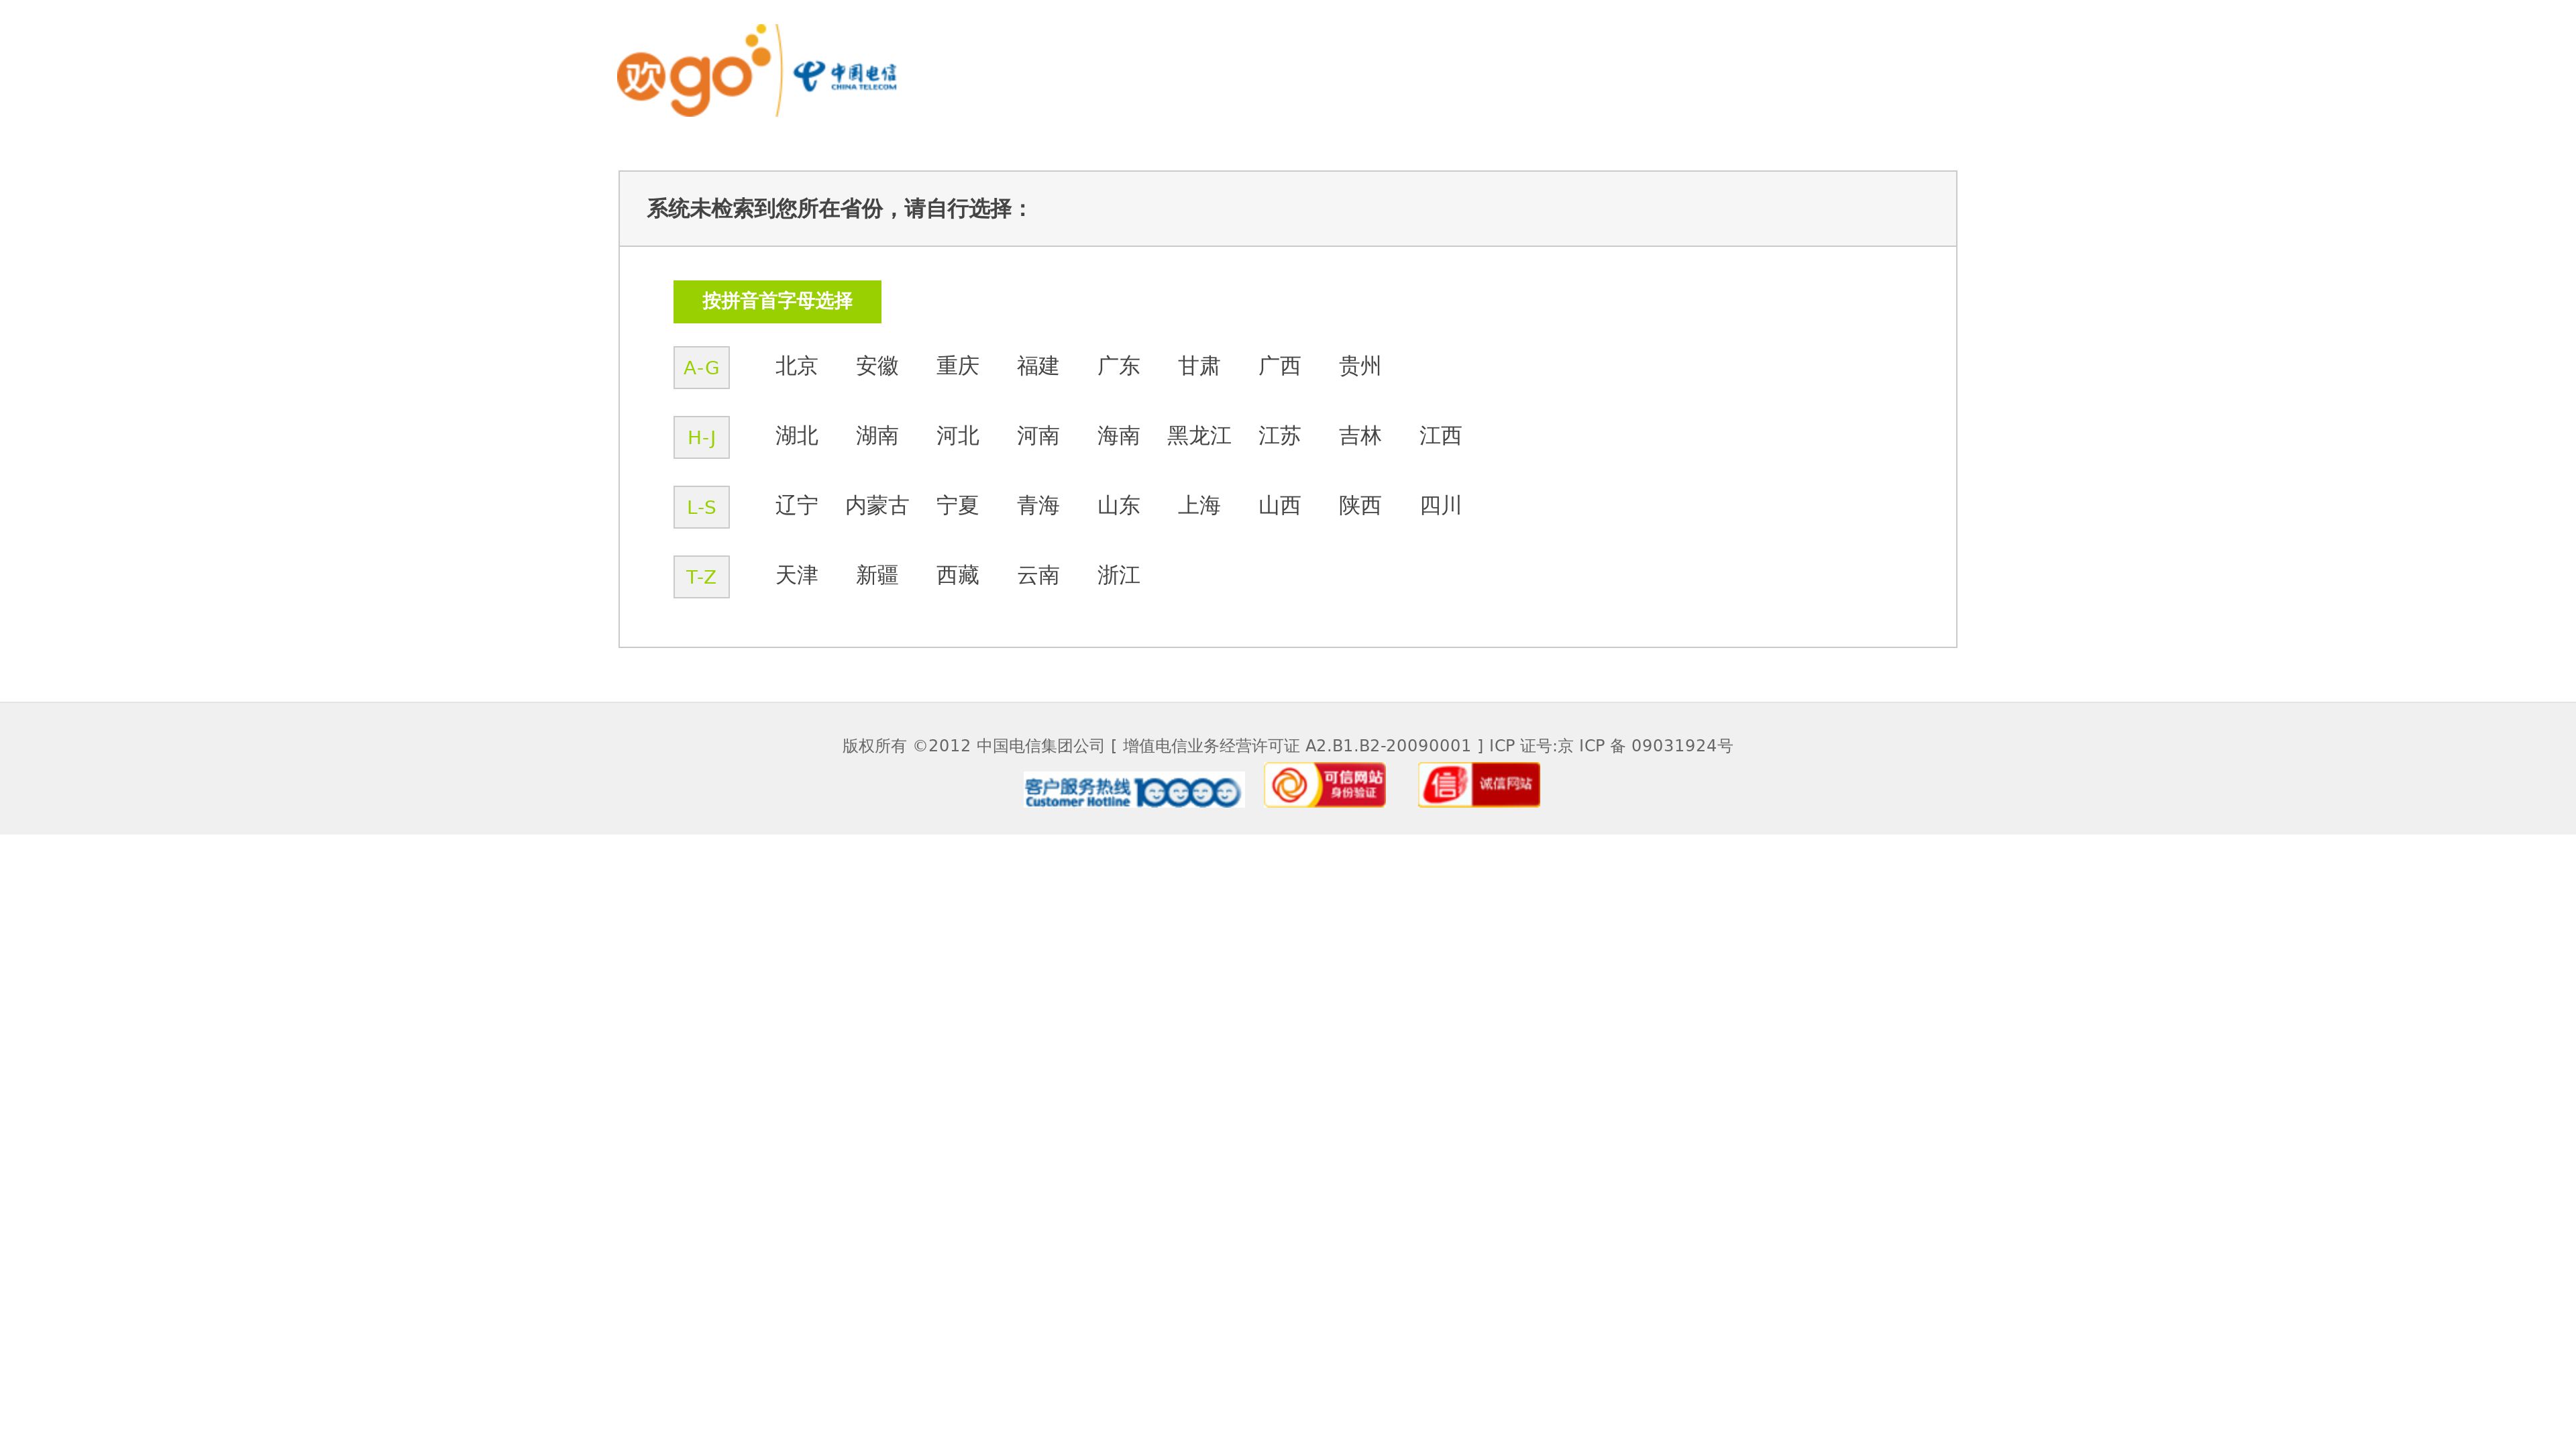 欢go 中国电信
CHINA TELECOM
系统未检索到您所在省份，请自行选择：
按拼音首字母选择
A-G 北京 安徽 重庆 福建 广东 甘肃 广西 贵州
H-J 湖北 湖南 河北 河南 海南 黑龙江 江苏 吉林 江西
L-S 辽宁 内蒙古 宁夏 青海 山东 上海 山西 陕西 四川
T-Z 天津 新疆 西藏 云南 浙江
版权所有 ©2012 中国电信集团公司 [ 增值电信业务经营许可证 A2.B1.B2-20090001 ] ICP 证号:京 ICP 备 09031924号
客户服务热线 10000
Customer Hotline
可信网站
身份验证
信 诚信网站